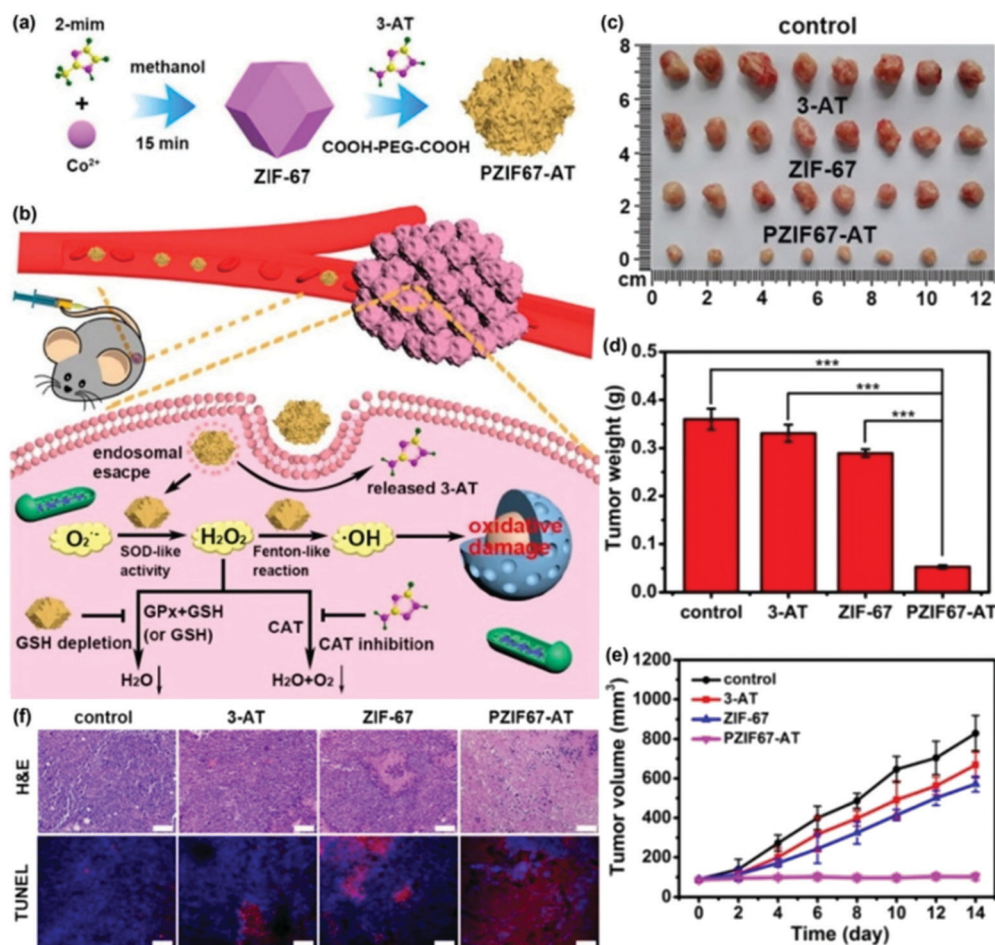 (a)
2-mim
+
Co²⁺
methanol
15 min
ZIF-67
3-AT
COOH-PEG-COOH
PZIF67-AT
(b)
endosomal
esacpe
released 3-AT
O₂·⁻
SOD-like
activity
H₂O₂
Fenton-like
reaction
·OH
oxidative
damage
GSH depletion
GPx+GSH
(or GSH)
CAT
CAT inhibition
H₂O
H₂O+O₂
(c)
control
3-AT
ZIF-67
PZIF67-AT
8
6
4
2
0
cm
0 2 4 6 8 10 12
(d)
Tumor weight (g)
0.5
0.4
0.3
0.2
0.1
0.0
***
***
***
control 3-AT ZIF-67 PZIF67-AT
(e)
Tumor volume (mm³)
1200
1000
800
600
400
200
0
control
3-AT
ZIF-67
PZIF67-AT
0 2 4 6 8 10 12 14
Time (day)
(f)
control 3-AT ZIF-67 PZIF67-AT
H&E
TUNEL